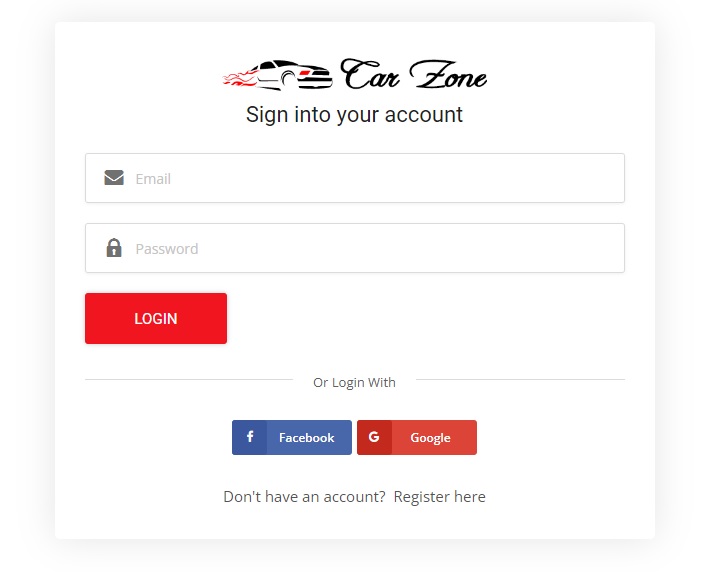 Car Zone
Sign into your account
Email
Password
LOGIN
Or Login With
f Facebook
G Google
Don't have an account? Register here